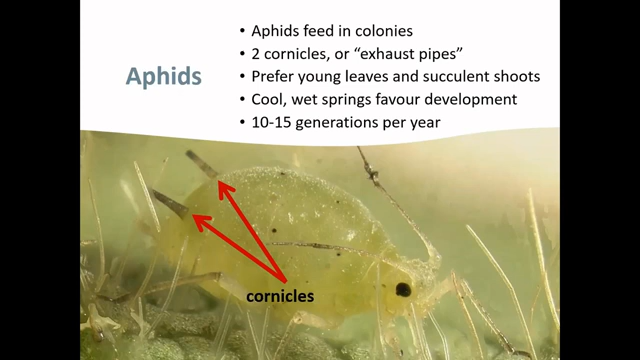 Aphids
• Aphids feed in colonies
• 2 cornicles, or “exhaust pipes”
• Prefer young leaves and succulent shoots
• Cool, wet springs favour development
• 10-15 generations per year
cornicles